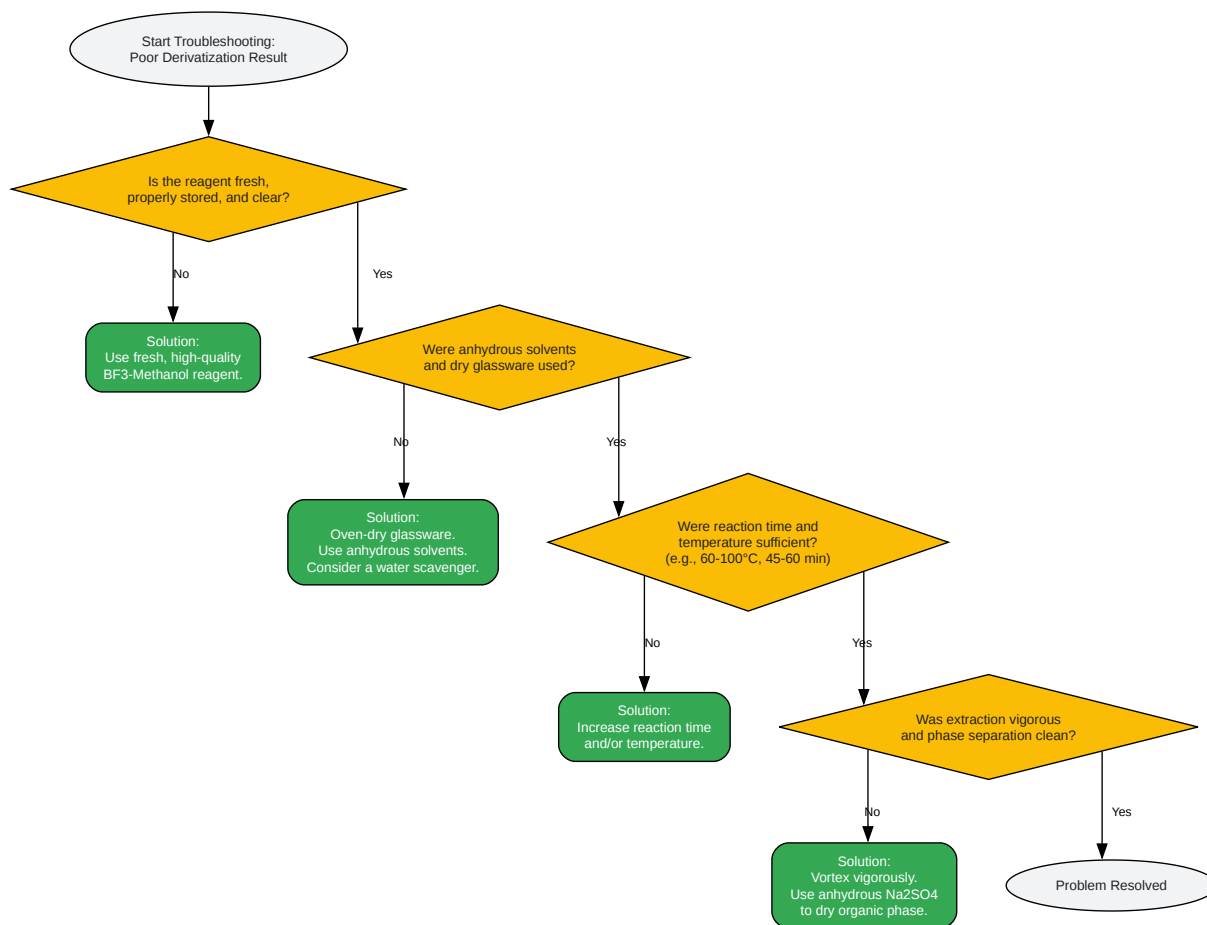 Start Troubleshooting:
Poor Derivatization Result
Is the reagent fresh,
properly stored, and clear?
No
Yes
Solution:
Use fresh, high-quality
BF3-Methanol reagent.
Were anhydrous solvents
and dry glassware used?
No
Yes
Solution:
Oven-dry glassware.
Use anhydrous solvents.
Consider a water scavenger.
Were reaction time and
temperature sufficient?
(e.g., 60-100°C, 45-60 min)
No
Yes
Solution:
Increase reaction time
and/or temperature.
Was extraction vigorous
and phase separation clean?
No
Yes
Solution:
Vortex vigorously.
Use anhydrous Na2SO4
to dry organic phase.
Problem Resolved